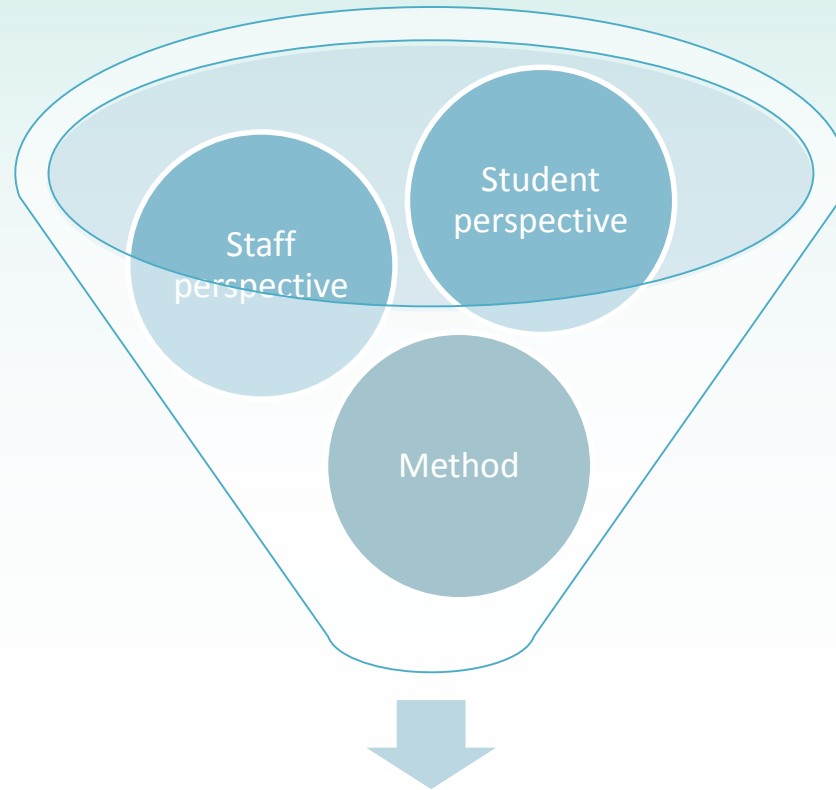 Student
perspective
Staff
perspective
Method